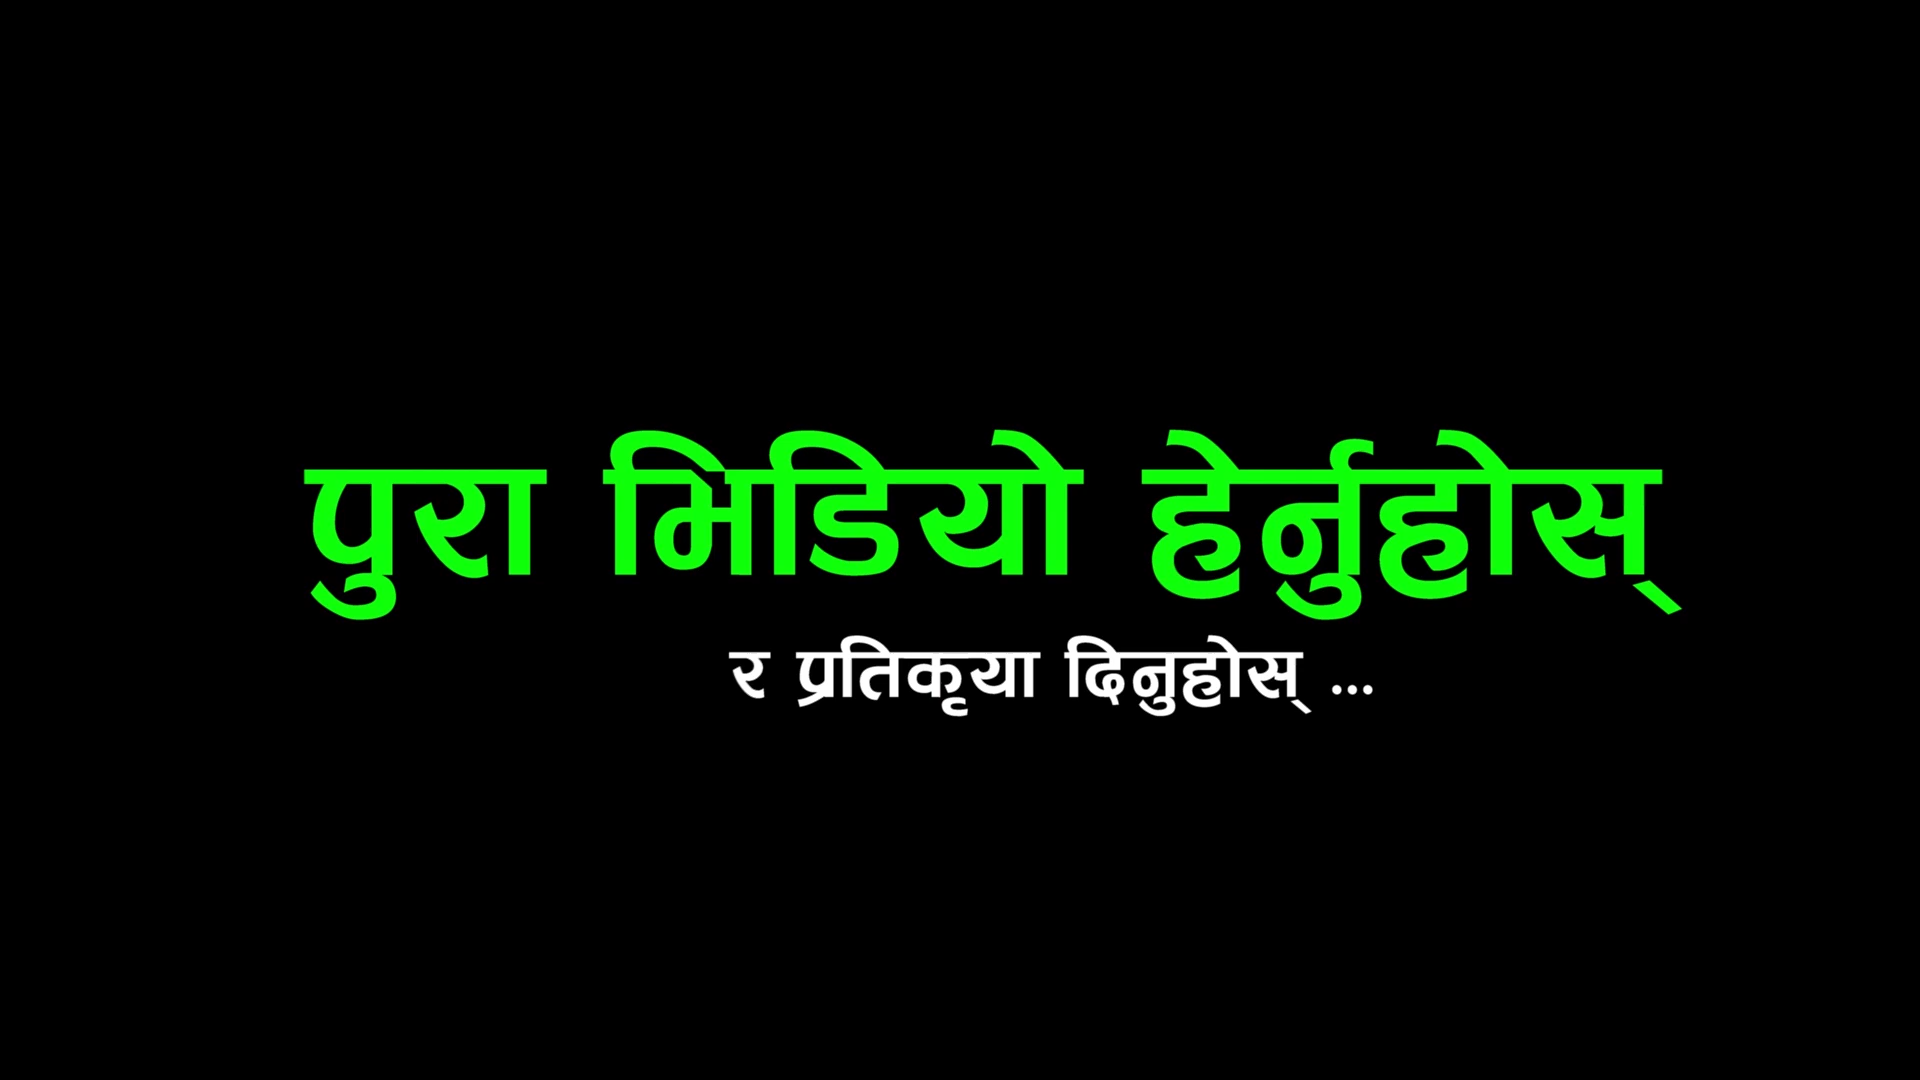 पुरा भिडियो हेर्नुहोस्
र प्रतिकृया दिनुहोस् ...